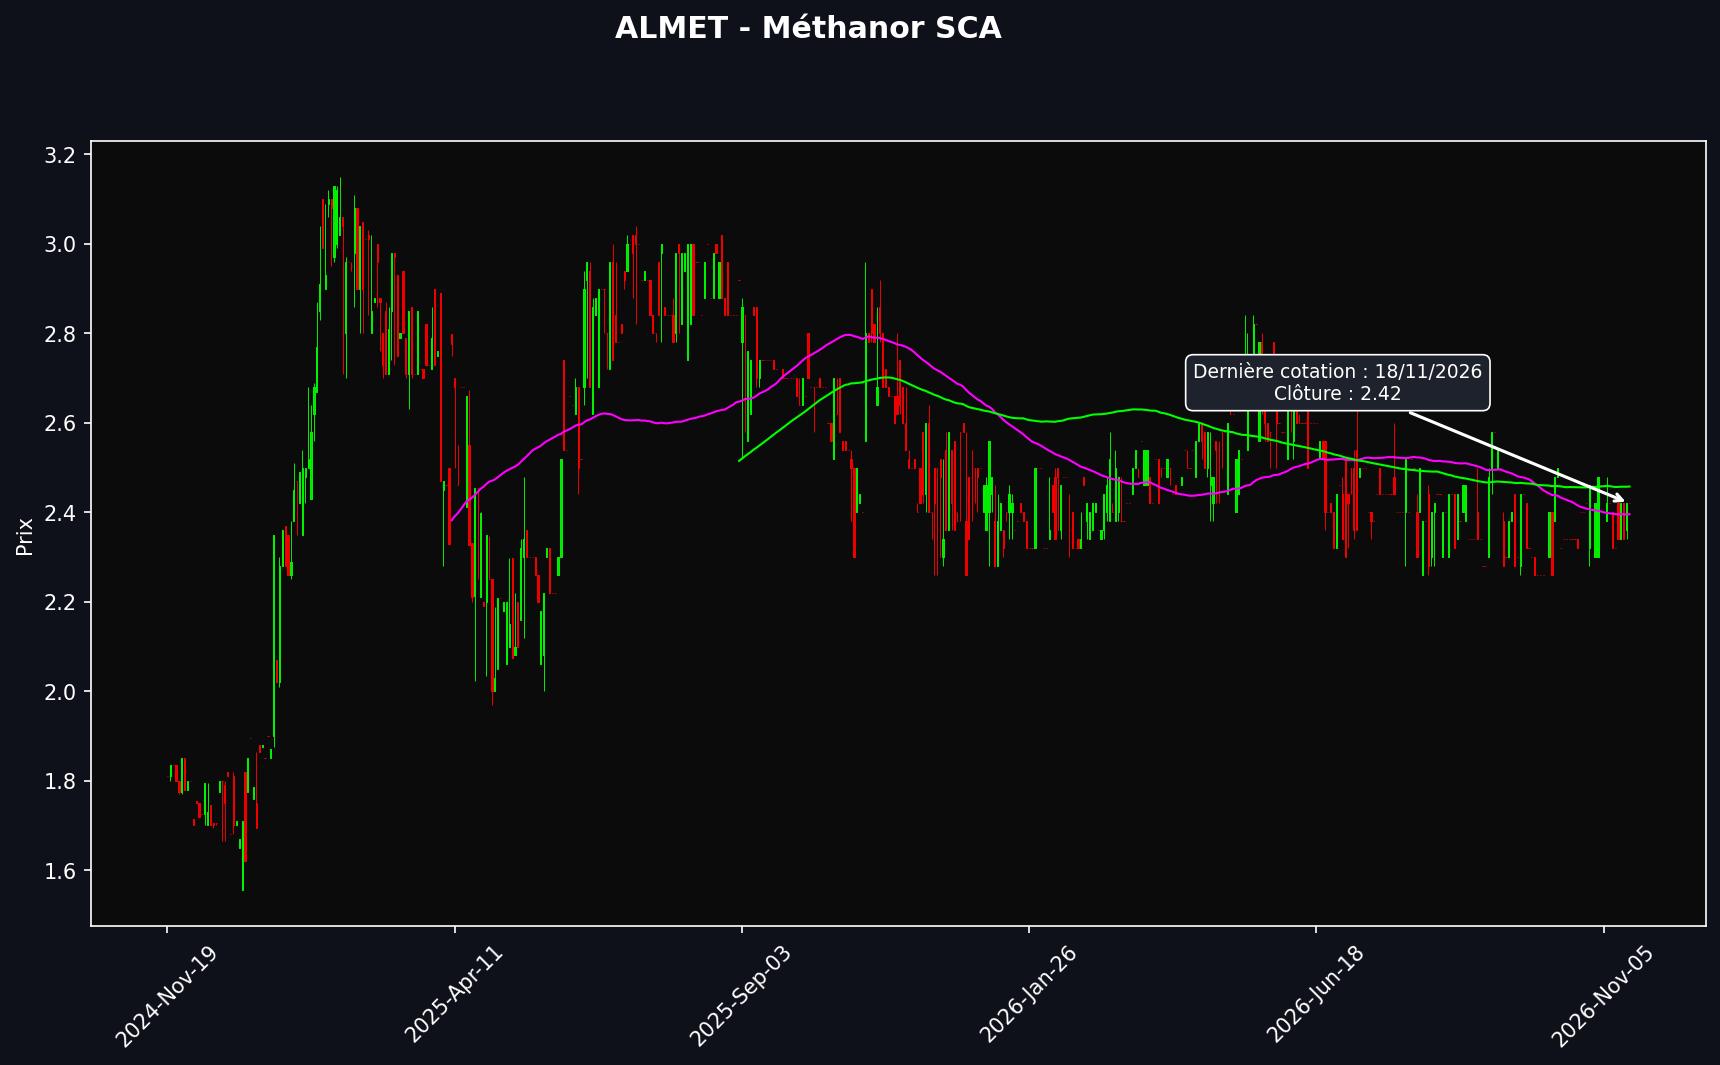 ALMET - Méthanor SCA
3.2
3.0
2.8
2.6
2.4
2.2
2.0
1.8
1.6
Prix
Dernière cotation : 18/11/2026
Clôture : 2.42
2024-Nov-19
2025-Apr-11
2025-Sep-03
2026-Jan-26
2026-Jun-18
2026-Nov-05